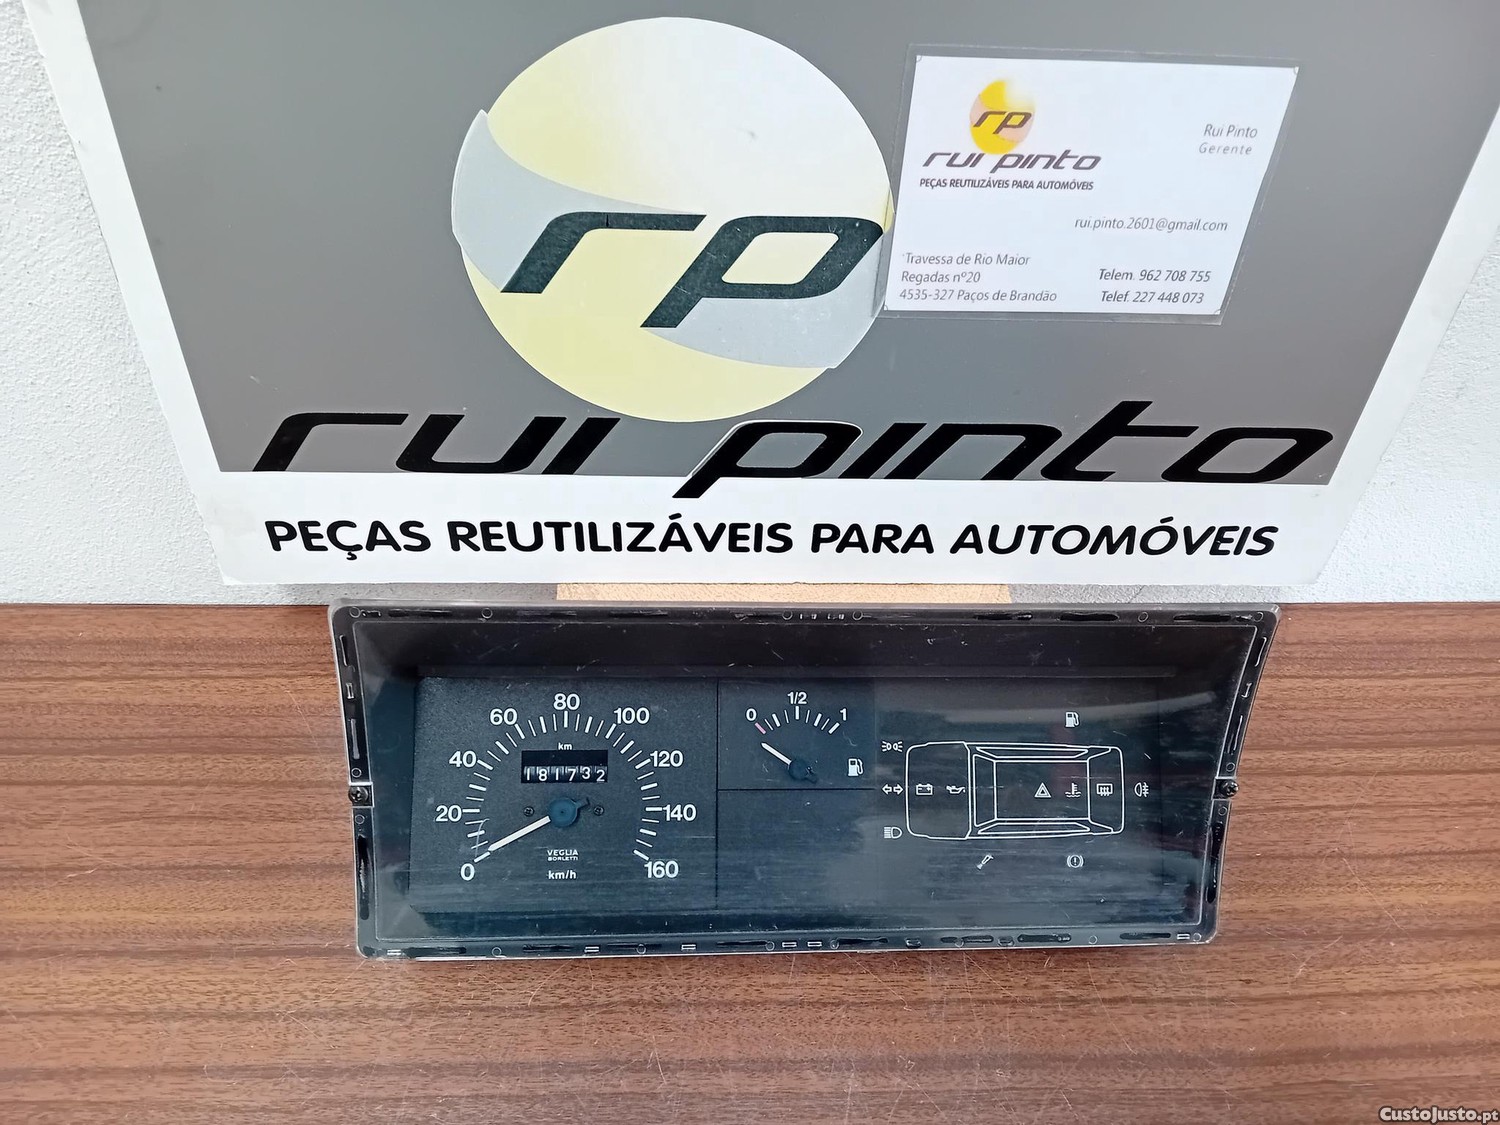 rp
rui pinto
PEÇAS REUTILIZÁVEIS PARA AUTOMÓVEIS
rp
rui pinto
PEÇAS REUTILIZÁVEIS PARA AUTOMÓVEIS
Rui Pinto
Gerente
rui.pinto.2601@gmail.com
Travessa de Rio Maior
Regadas nº20
4535-327 Paços de Brandão
Telem. 962 708 755
Telef. 227 448 073
0
20
40
60
80
100
120
140
160
km
181732
VEGLIA
BORLETTI
km/h
0
1/2
1
CustoJusto.pt